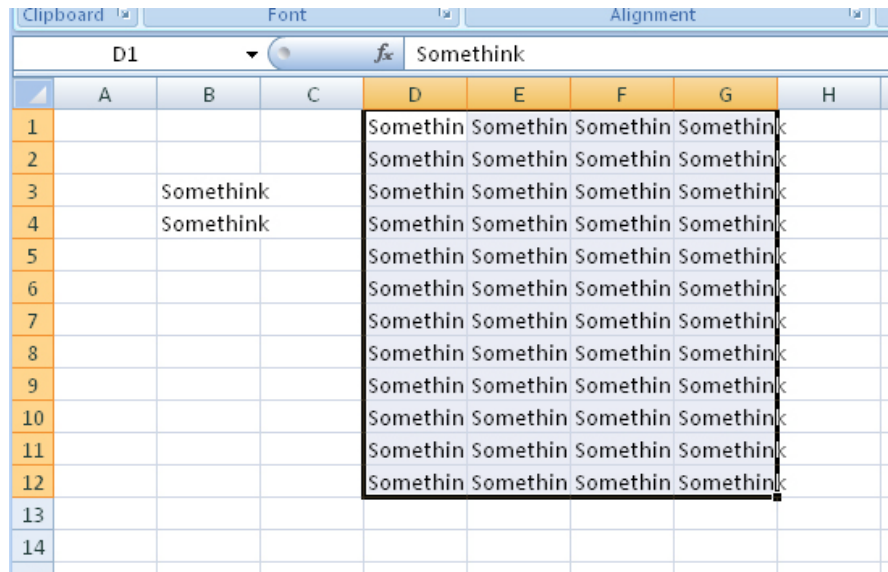 Clipboard Font Alignment
D1 fx Somethink
A B C D E F G H
1 Somethin Somethin Somethin Somethink
2 Somethin Somethin Somethin Somethink
3 Somethink Somethin Somethin Somethin Somethink
4 Somethink Somethin Somethin Somethin Somethink
5 Somethin Somethin Somethin Somethink
6 Somethin Somethin Somethin Somethink
7 Somethin Somethin Somethin Somethink
8 Somethin Somethin Somethin Somethink
9 Somethin Somethin Somethin Somethink
10 Somethin Somethin Somethin Somethink
11 Somethin Somethin Somethin Somethink
12 Somethin Somethin Somethin Somethink
13
14